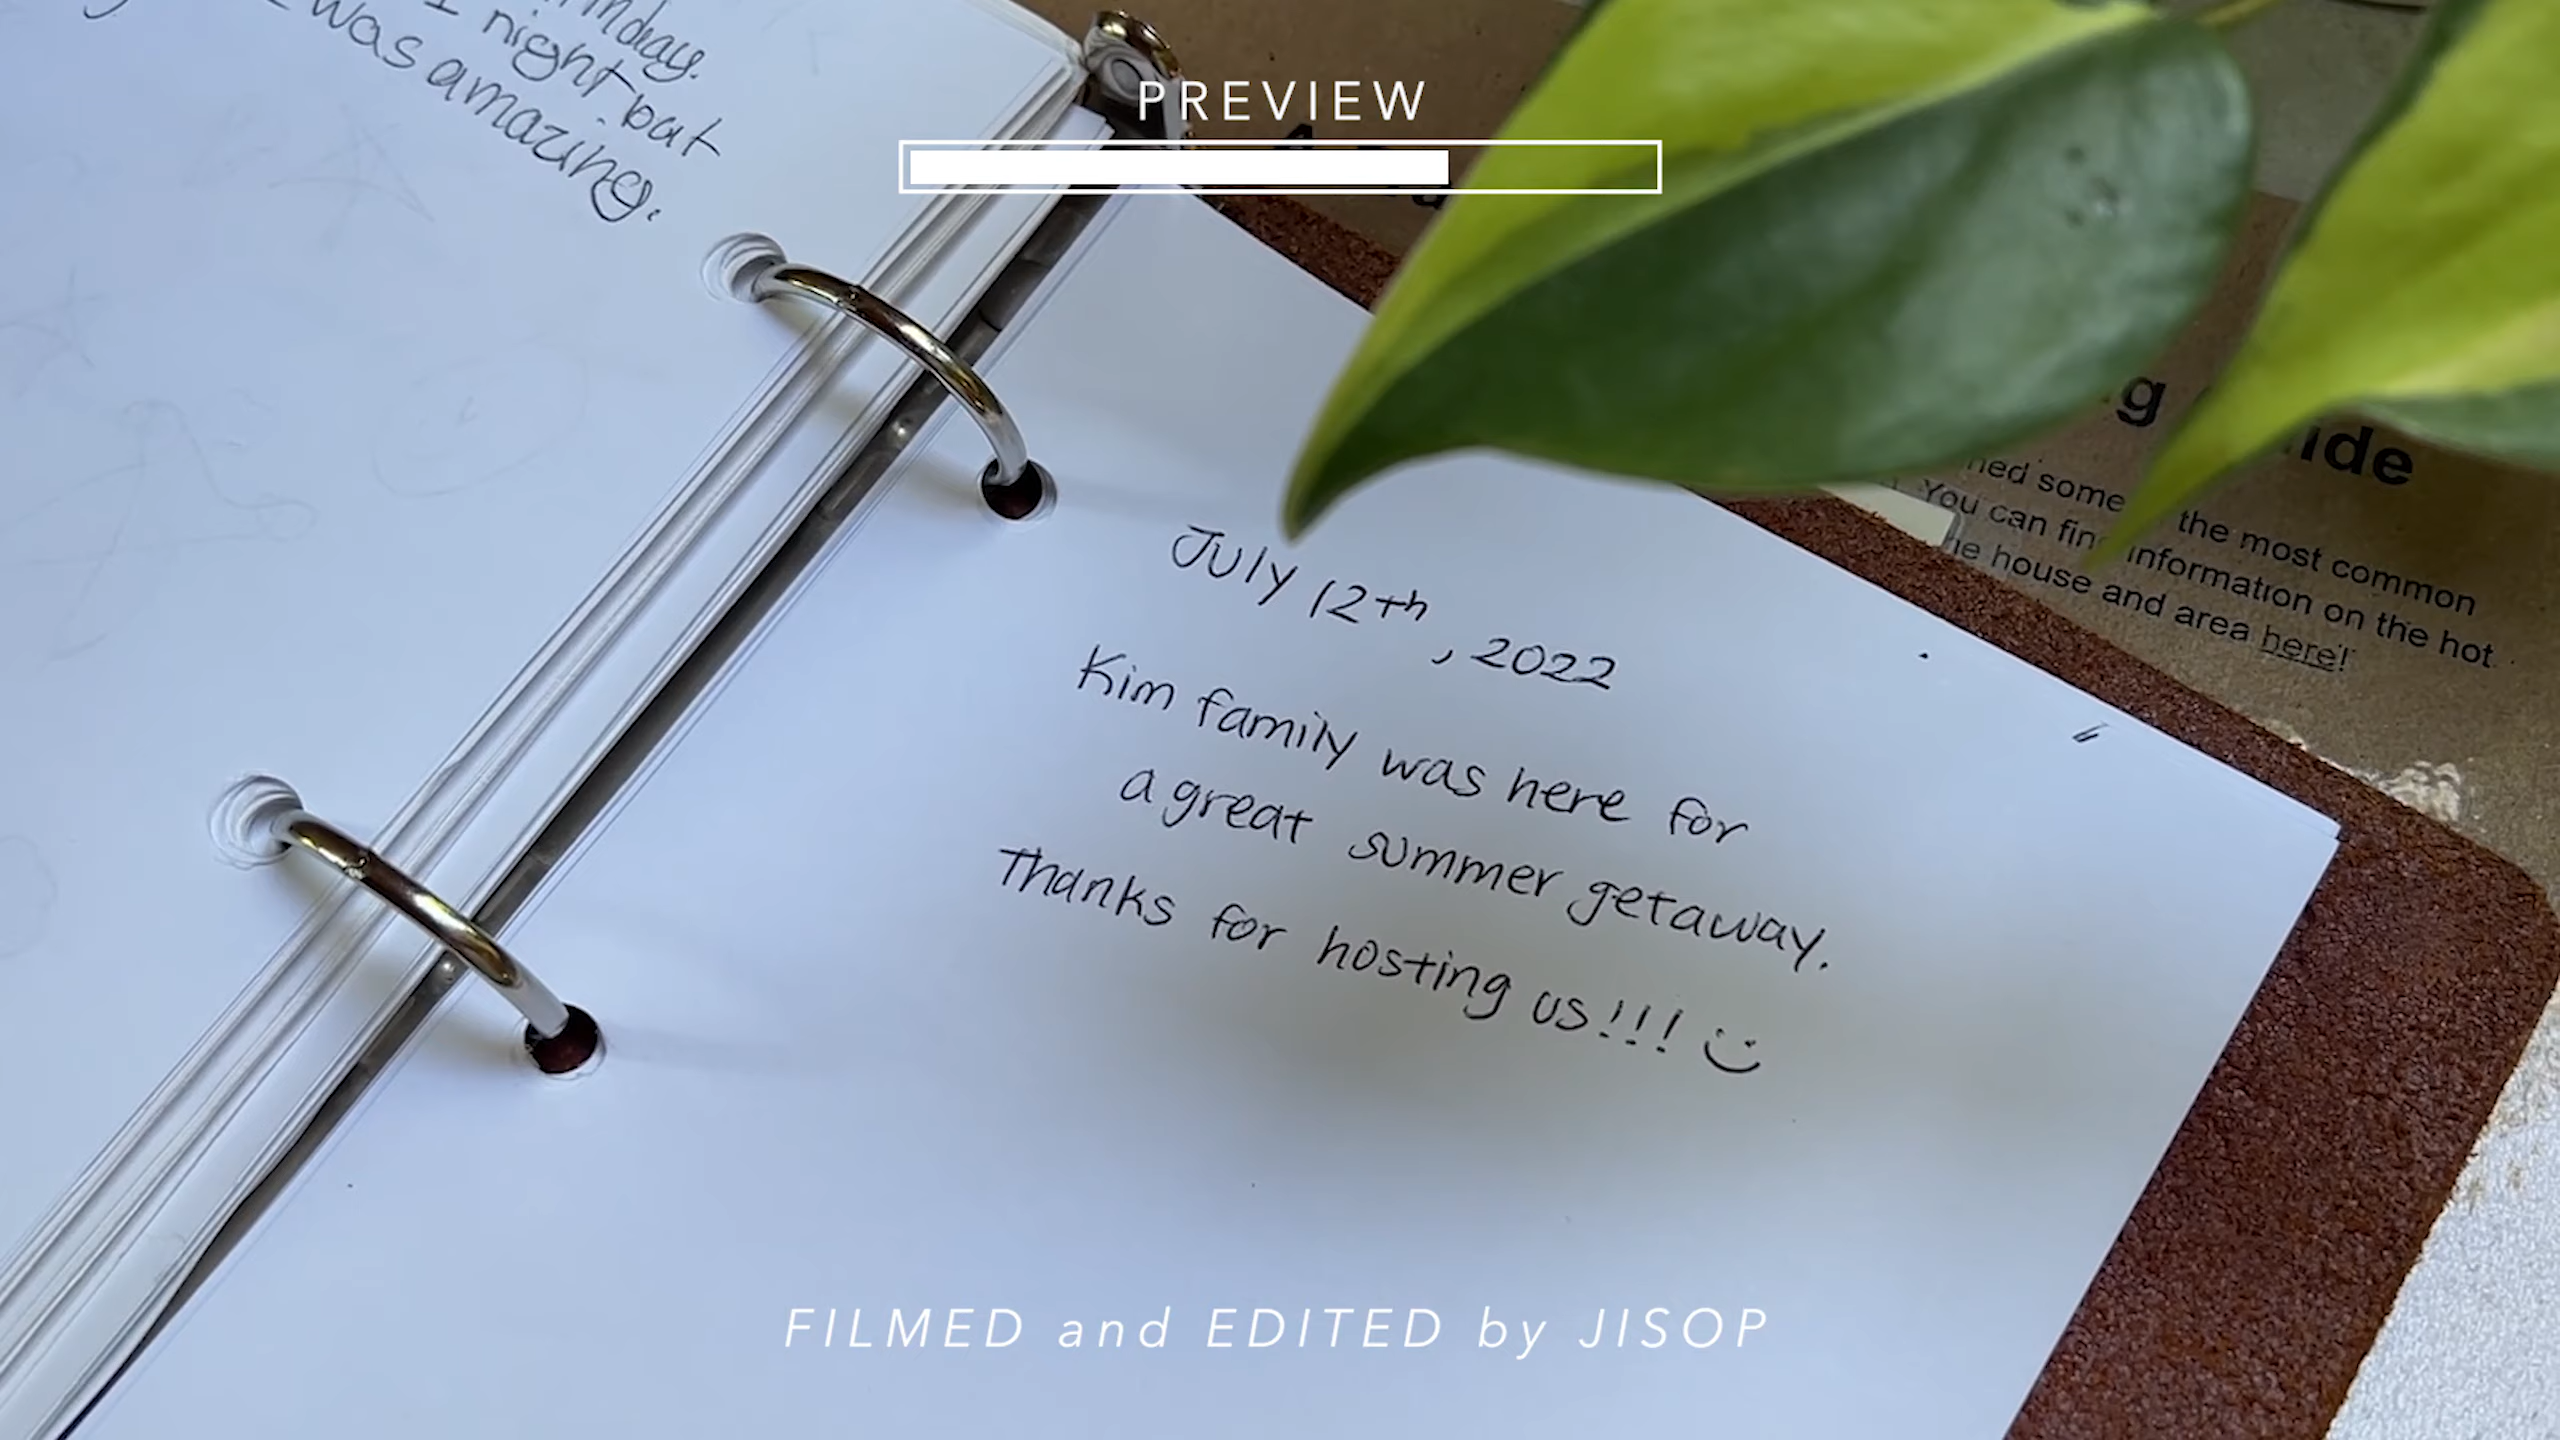 PREVIEW
night but
was amazing.
July 12th, 2022
Kim family was here for
a great summer getaway.
Thanks for hosting us!!! :)
some the most common
You can information on the hot
house and area here!
FILMED and EDITED by JISOP